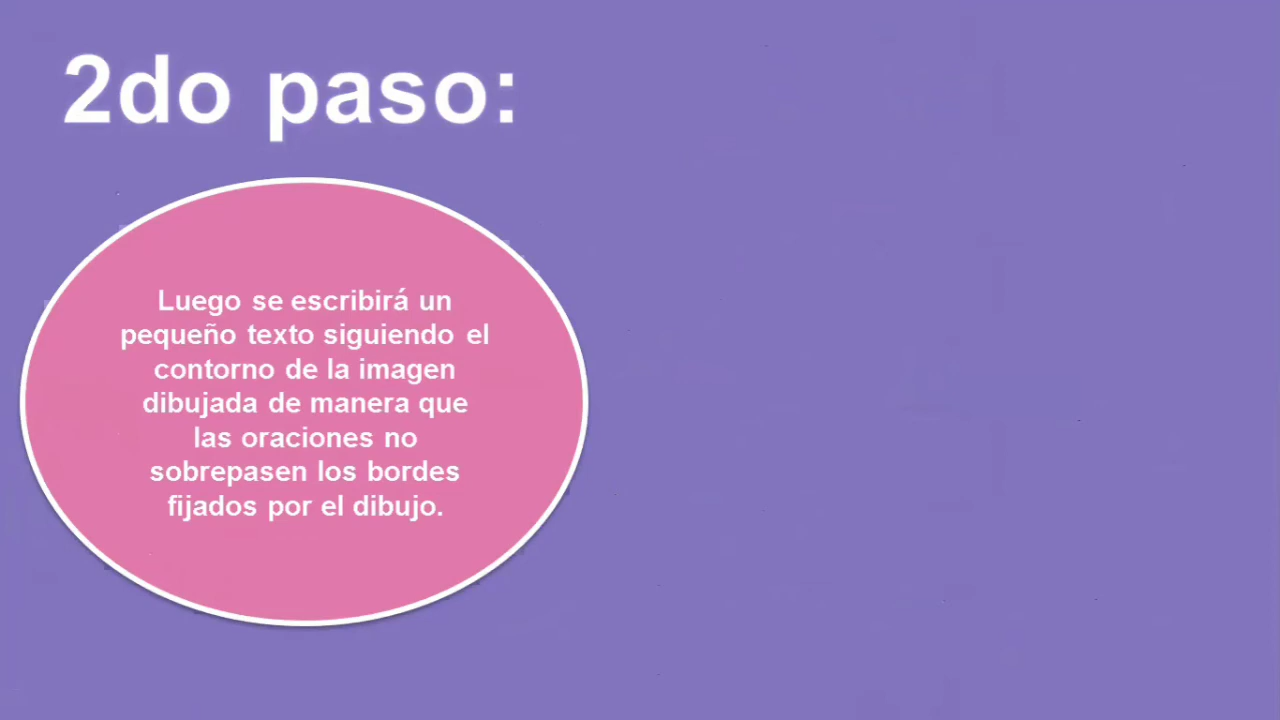 2do paso:
Luego se escribirá un
pequeño texto siguiendo el
contorno de la imagen
dibujada de manera que
las oraciones no
sobrepasen los bordes
fijados por el dibujo.